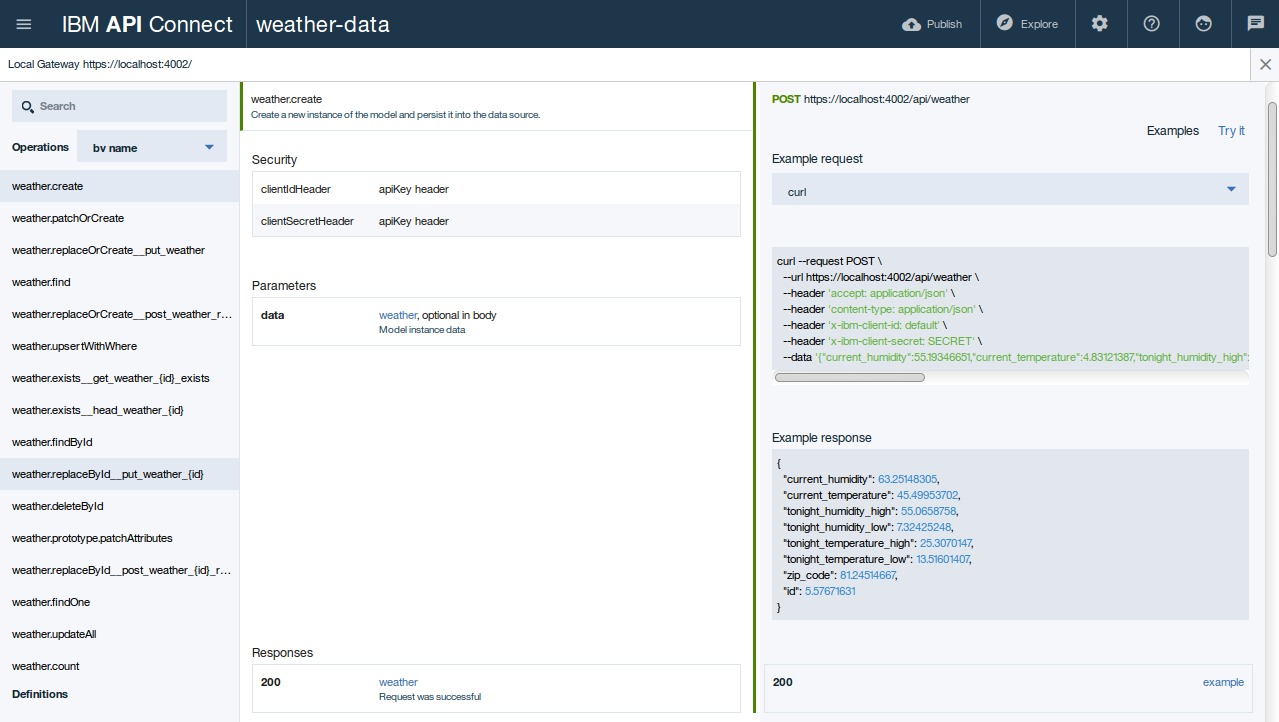 IBM API Connect
weather-data
Publish
Explore
Local Gateway https://localhost:4002/
Search
Operations
by name
weather.create
weather.patchOrCreate
weather.replaceOrCreate__put_weather
weather.find
weather.replaceOrCreate__post_weather_r...
weather.upsertWithWhere
weather.exists__get_weather_{id}_exists
weather.exists__head_weather_{id}
weather.findById
weather.replaceById__put_weather_{id}
weather.deleteById
weather.prototype.patchAttributes
weather.replaceById__post_weather_{id}_r...
weather.findOne
weather.updateAll
weather.count
Definitions
weather.create
Create a new instance of the model and persist it into the data source.
Security
clientIdHeader apiKey header
clientSecretHeader apiKey header
Parameters
data weather, optional in body
Model instance data
Responses
200 weather
Request was successful
POST https://localhost:4002/api/weather
Examples Try it
Example request
curl
curl --request POST \
--url https://localhost:4002/api/weather \
--header 'accept: application/json' \
--header 'content-type: application/json' \
--header 'x-ibm-client-id: default' \
--header 'x-ibm-client-secret: SECRET' \
--data '{"current_humidity":55.19346651,"current_temperature":4.83121387,"tonight_humidity_high":
Example response
{
"current_humidity": 63.25148305,
"current_temperature": 45.49953702,
"tonight_humidity_high": 55.0658758,
"tonight_humidity_low": 7.32425248,
"tonight_temperature_high": 25.3070147,
"tonight_temperature_low": 13.51601407,
"zip_code": 81.24514667,
"id": 5.57671631
}
200 example